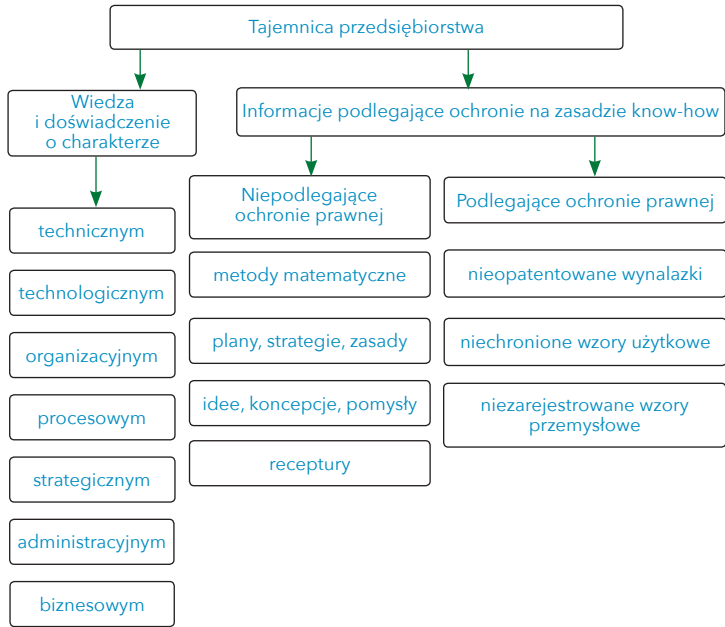 Tajemnica przedsiębiorstwa
Wiedza
i doświadczenie
o charakterze
technicznym
technologicznym
organizacyjnym
procesowym
strategicznym
administracyjnym
biznesowym
Informacje podlegające ochronie na zasadzie know-how
Niepodlegające
ochronie prawnej
metody matematyczne
plany, strategie, zasady
idee, koncepcje, pomysły
receptury
Podlegające ochronie prawnej
nieopatentowane wynalazki
niechronione wzory użytkowe
niezarejestrowane wzory
przemysłowe